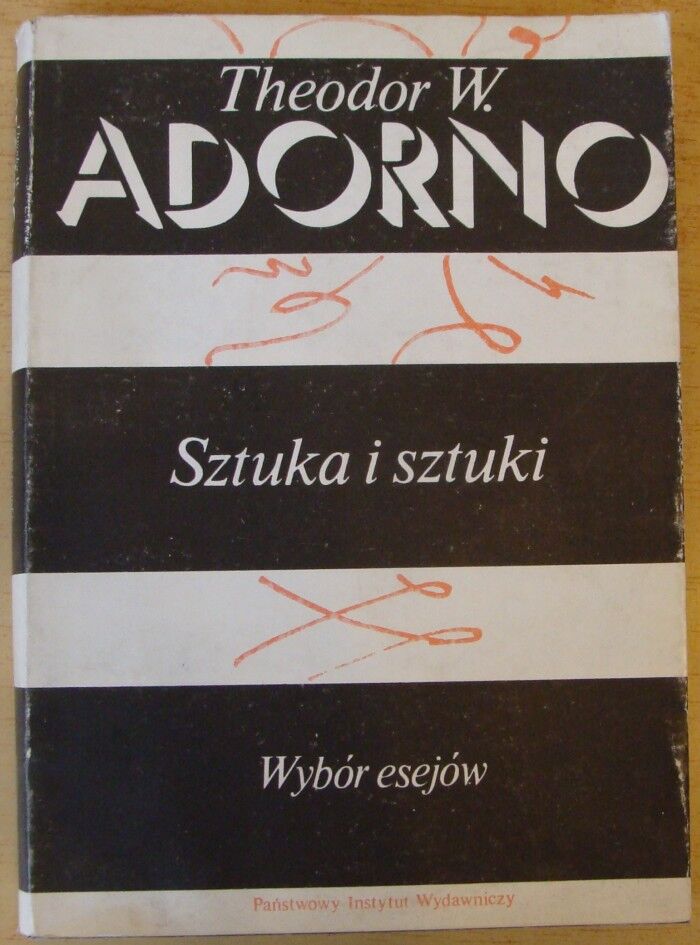 Theodor W.
ADORNO
Sztuka i sztuki
Wybór esejów
Państwowy Instytut Wydawniczy